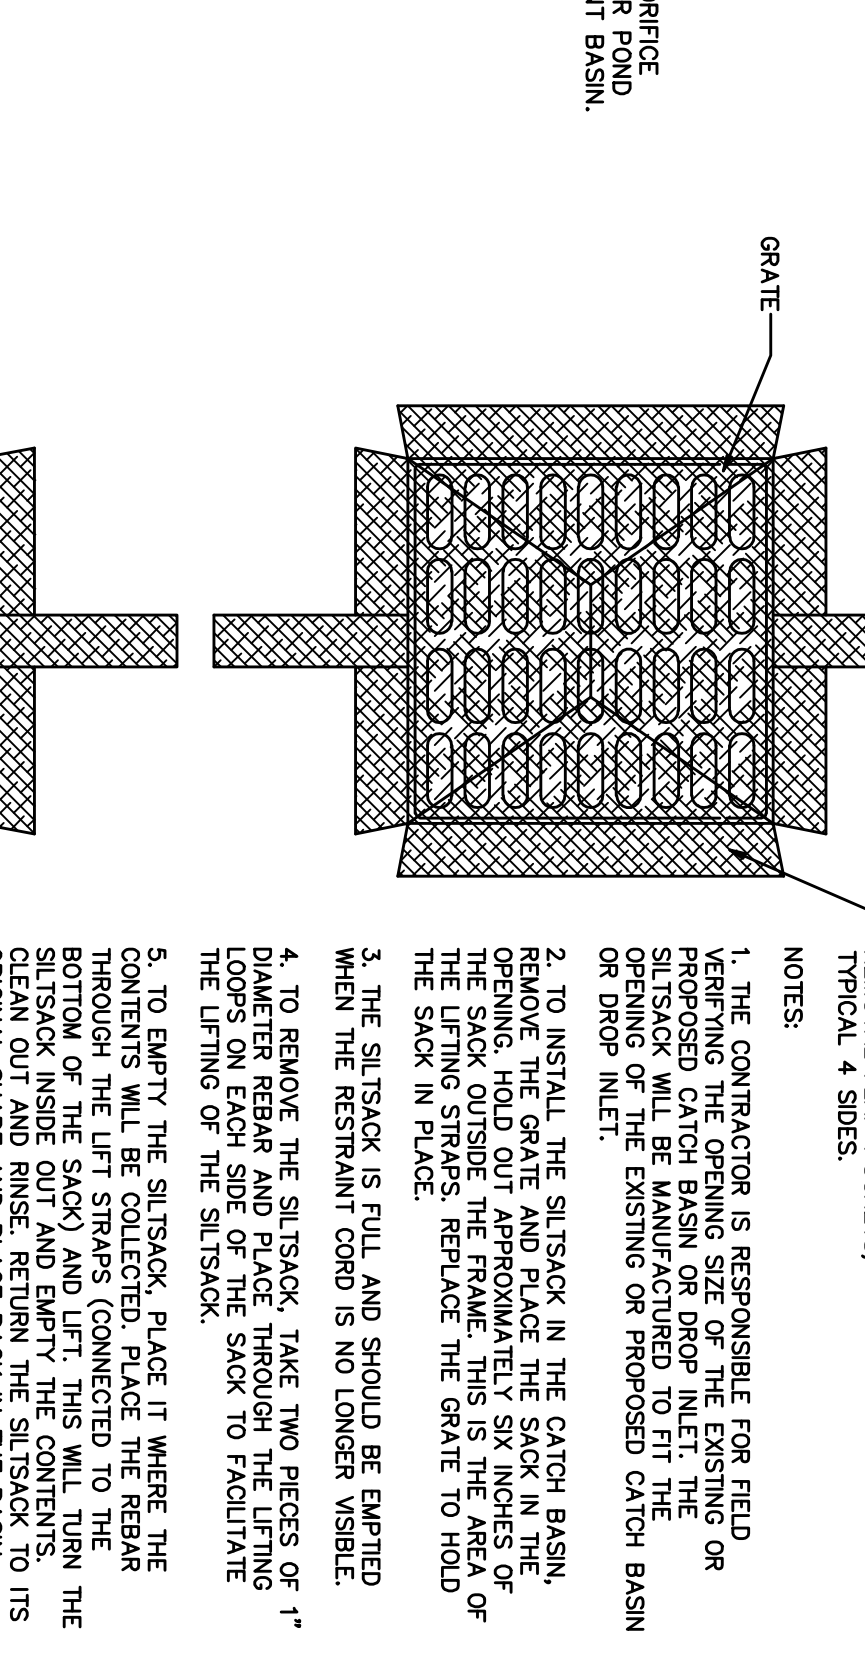 ORIFICE
R POND
NT BASIN.
GRATE
TYPICAL 4 SIDES.
NOTES:
1. THE CONTRACTOR IS RESPONSIBLE FOR FIELD
VERIFYING THE OPENING SIZE OF THE EXISTING OR
PROPOSED CATCH BASIN OR DROP INLET. THE
SILTSACK WILL BE MANUFACTURED TO FIT THE
OPENING OF THE EXISTING OR PROPOSED CATCH BASIN
OR DROP INLET.
2. TO INSTALL THE SILTSACK IN THE CATCH BASIN,
REMOVE THE GRATE AND PLACE THE SACK IN THE
OPENING. HOLD OUT APPROXIMATELY SIX INCHES OF
THE SACK OUTSIDE THE FRAME. THIS IS THE AREA OF
THE LIFTING STRAPS. REPLACE THE GRATE TO HOLD
THE SACK IN PLACE.
3. THE SILTSACK IS FULL AND SHOULD BE EMPTIED
WHEN THE RESTRAINT CORD IS NO LONGER VISIBLE.
4. TO REMOVE THE SILTSACK, TAKE TWO PIECES OF 1"
DIAMETER REBAR AND PLACE THROUGH THE LIFTING
LOOPS ON EACH SIDE OF THE SACK TO FACILITATE
THE LIFTING OF THE SILTSACK.
5. TO EMPTY THE SILTSACK, PLACE IT WHERE THE
CONTENTS WILL BE COLLECTED. PLACE THE REBAR
THROUGH THE LIFT STRAPS (CONNECTED TO THE
BOTTOM OF THE SACK) AND LIFT. THIS WILL TURN THE
SILTSACK INSIDE OUT AND EMPTY THE CONTENTS.
CLEAN OUT AND RINSE. RETURN THE SILTSACK TO ITS